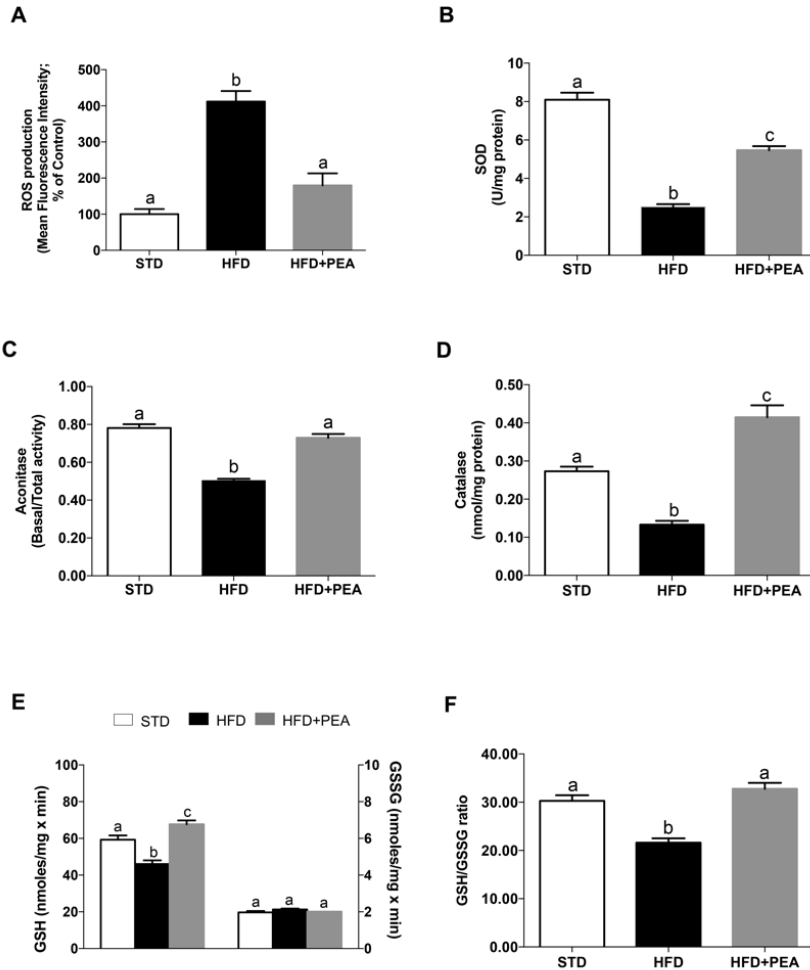 A
ROS production
(Mean Fluorescence Intensity;
% of Control)
500
400
300
200
100
0
a
b
a
STD
HFD
HFD+PEA
B
SOD
(U/mg protein)
10
8
6
4
2
0
a
b
c
STD
HFD
HFD+PEA
C
Aconitase
(Basal/Total activity)
1.00
0.80
0.60
0.40
0.20
0.00
a
b
a
STD
HFD
HFD+PEA
D
Catalase
(nmol/mg protein)
0.50
0.40
0.30
0.20
0.10
0.00
a
b
c
STD
HFD
HFD+PEA
E
STD
HFD
HFD+PEA
GSH (nmoles/mg x min)
100
80
60
40
20
0
a
b
c
a
a
a
10
8
6
4
2
0
GSSG (nmoles/mg x min)
F
GSH/GSSG ratio
40.00
30.00
20.00
10.00
0.00
a
b
a
STD
HFD
HFD+PEA